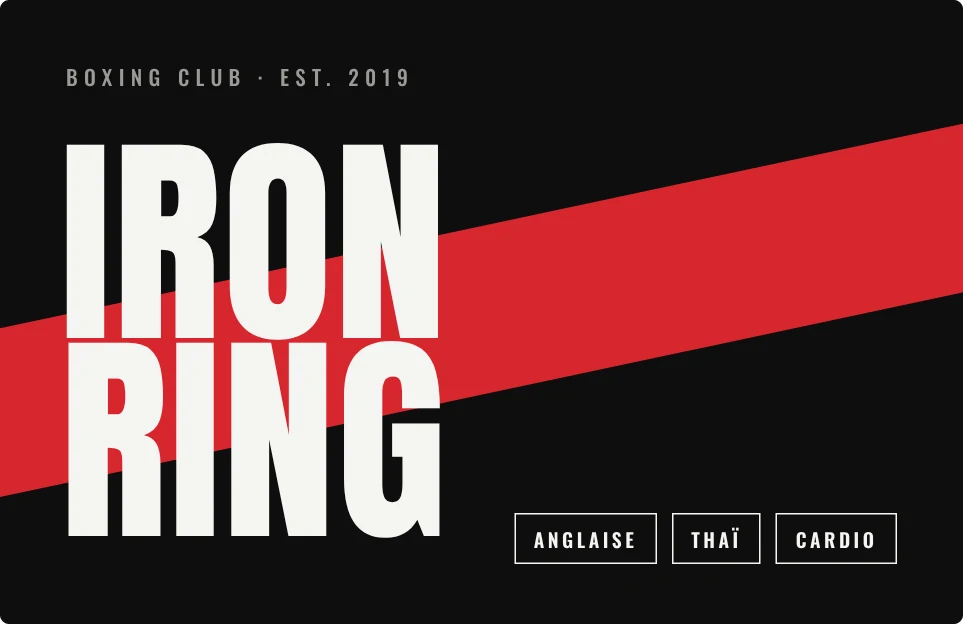 BOXING CLUB · EST. 2019
IRON
RING
ANGLAISE THAÏ CARDIO